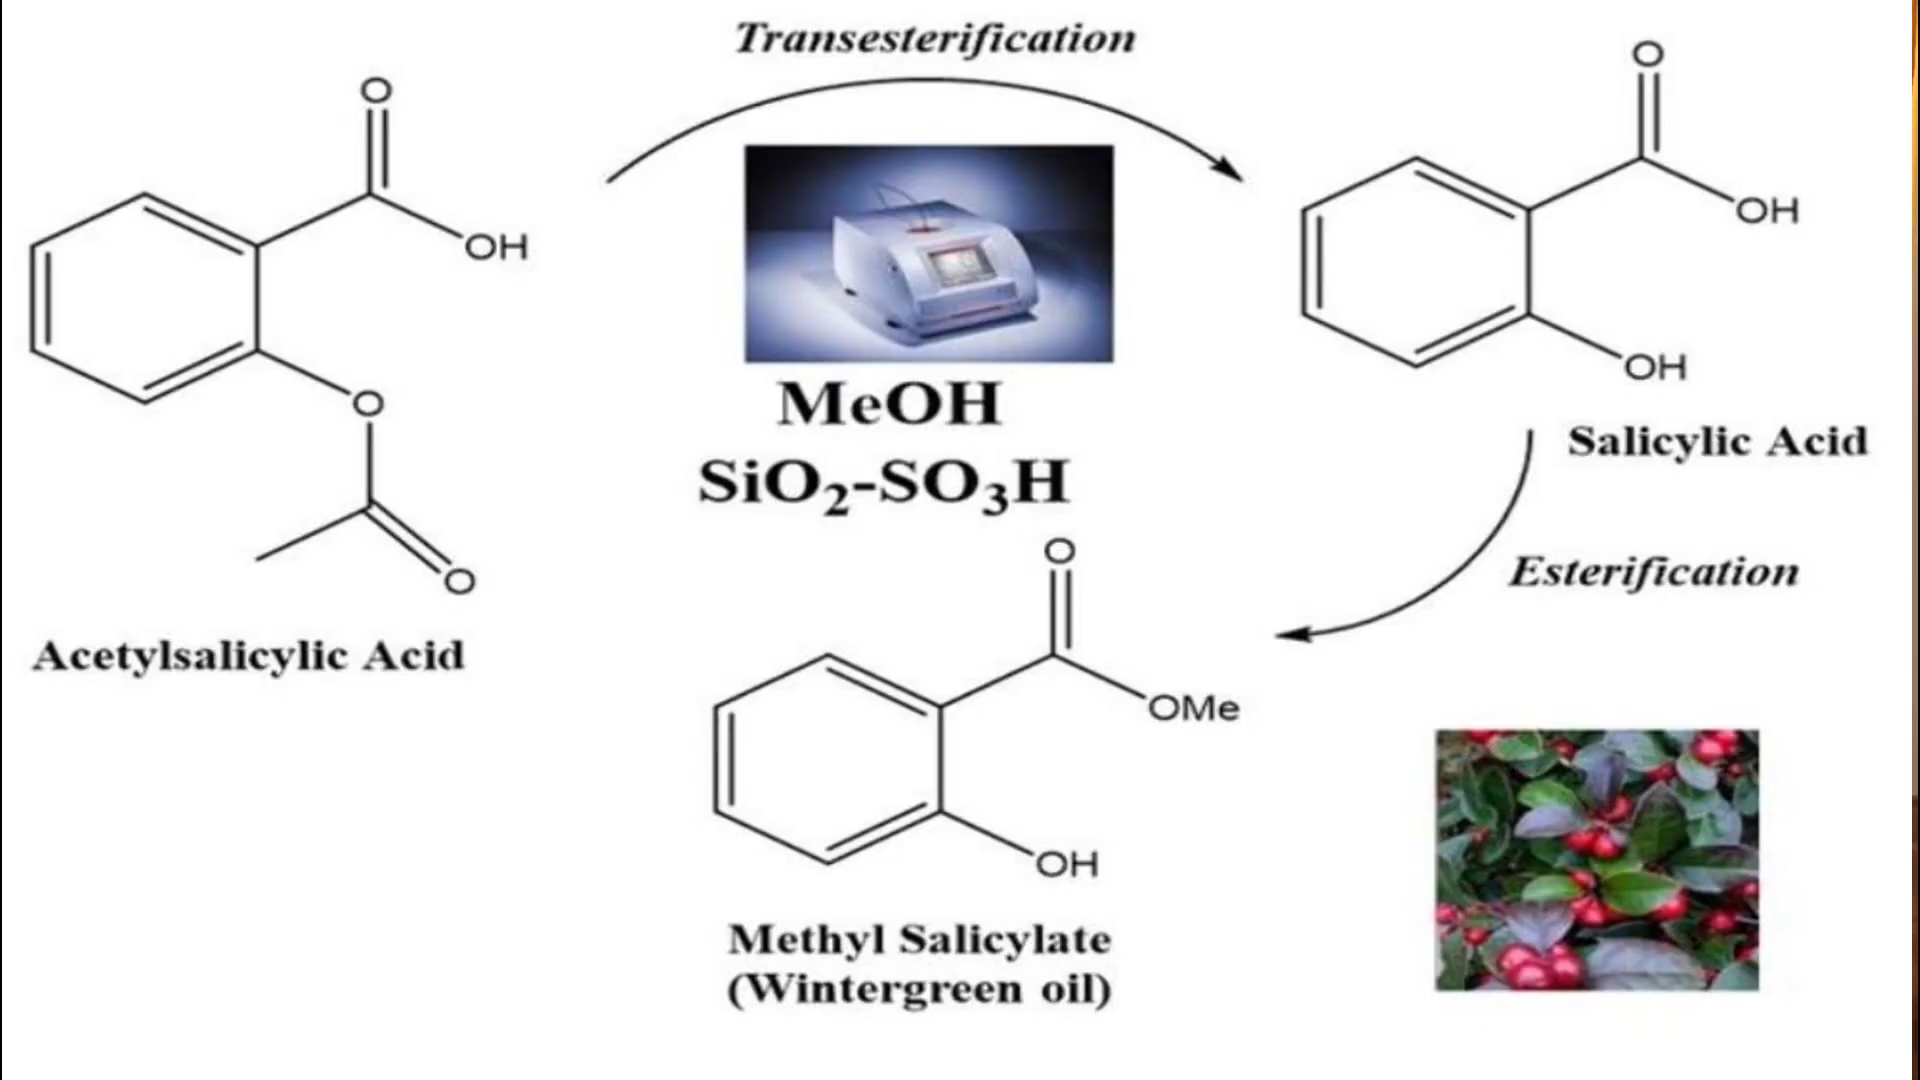 Transesterification
O
OH
O
O
Acetylsalicylic Acid
MeOH
SiO₂-SO₃H
O
OH
OH
Salicylic Acid
Esterification
O
OMe
OH
Methyl Salicylate
(Wintergreen oil)